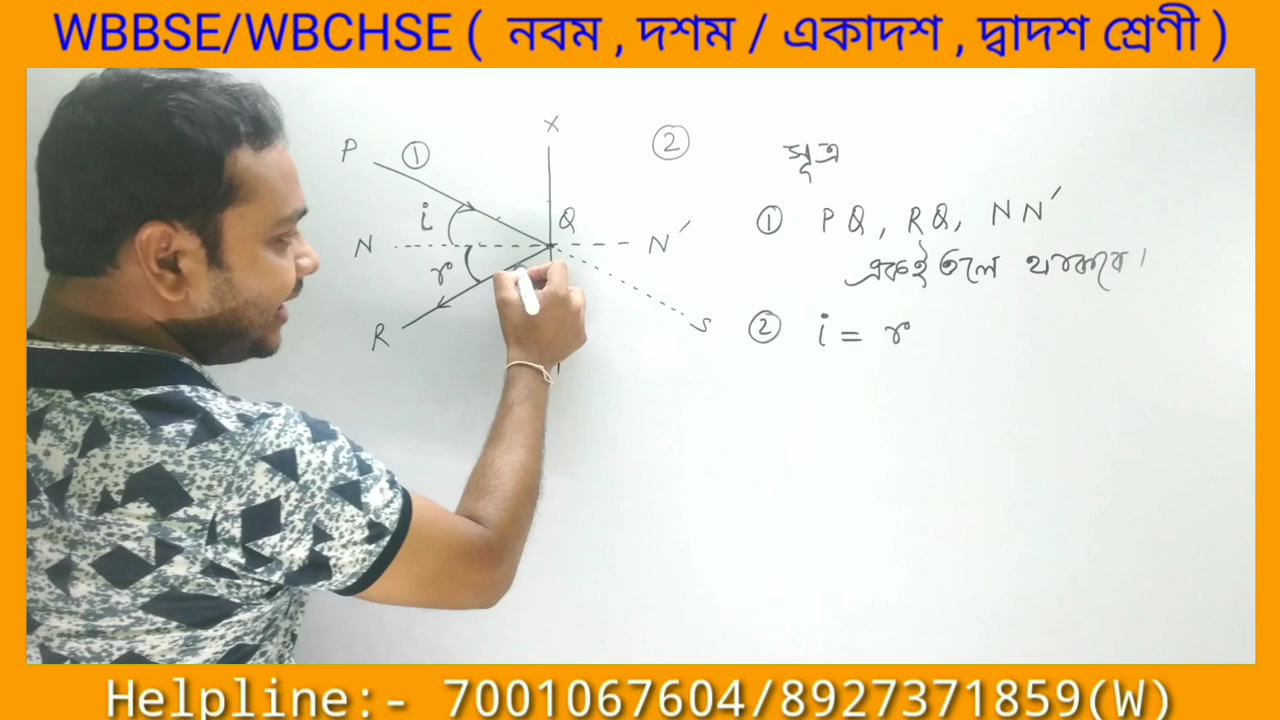 WBBSE/WBCHSE ( নবম , দশম / একাদশ , দ্বাদশ শ্রেণী )
X
P ① ②
সূত্র
i Q
① PQ, RQ, NN′
N N′
একই তলে থাকবে।
r
R S
② i = r
Helpline:- 7001067604/8927371859(W)